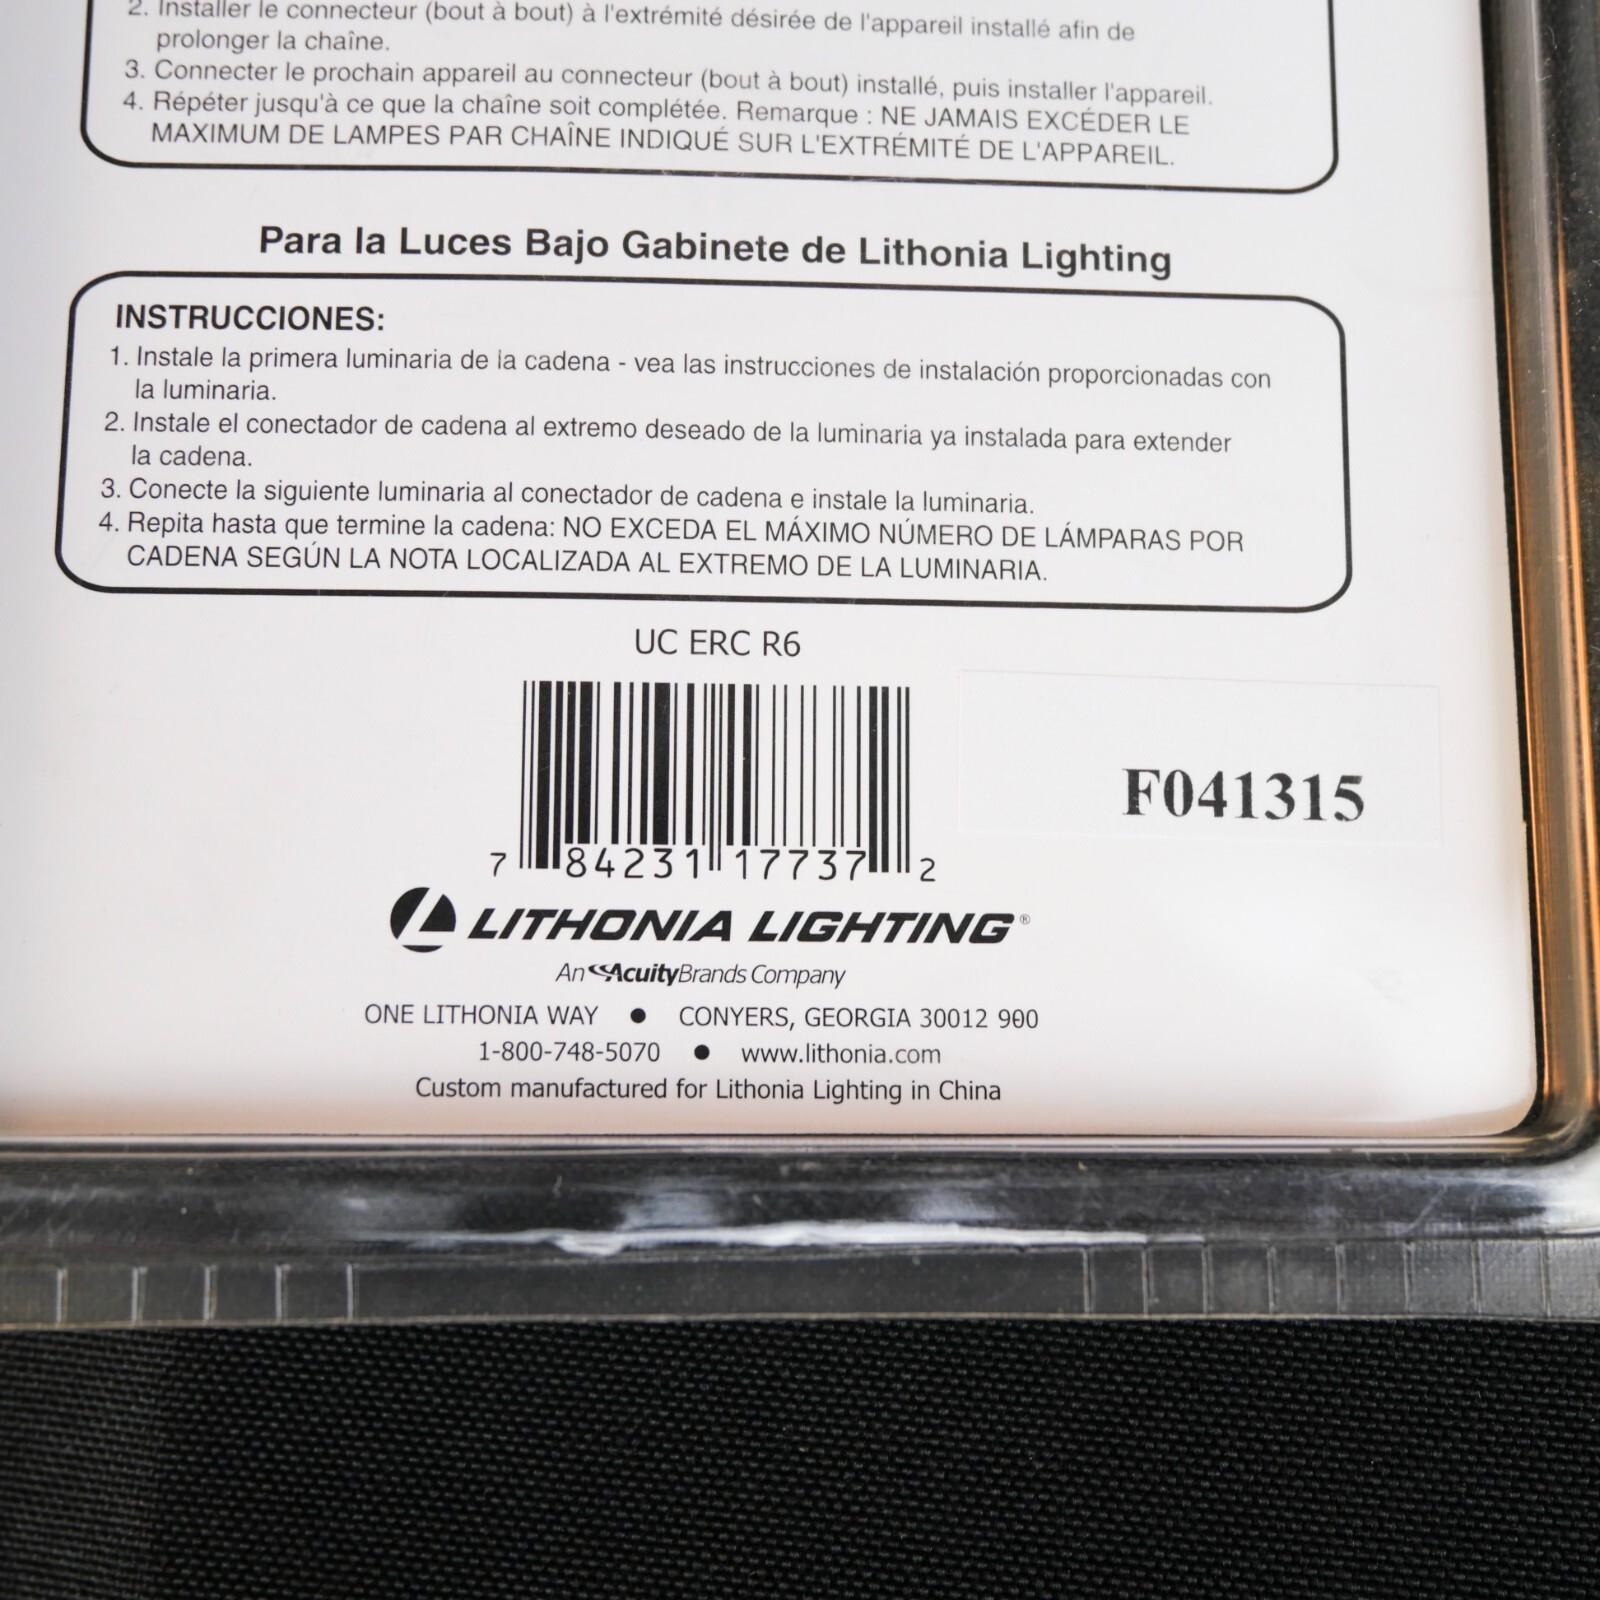 2. Installer le connecteur (bout à bout) à l'extrémité désirée de l'appareil installé afin de
prolonger la chaîne.
3. Connecter le prochain appareil au connecteur (bout à bout) installé, puis installer l'appareil.
4. Répéter jusqu'à ce que la chaîne soit complétée. Remarque : NE JAMAIS EXCÉDER LE
MAXIMUM DE LAMPES PAR CHAÎNE INDIQUÉ SUR L'EXTRÉMITÉ DE L'APPAREIL.
Para la Luces Bajo Gabinete de Lithonia Lighting
INSTRUCCIONES:
1. Instale la primera luminaria de la cadena - vea las instrucciones de instalación proporcionadas con
la luminaria.
2. Instale el conectador de cadena al extremo deseado de la luminaria ya instalada para extender
la cadena.
3. Conecte la siguiente luminaria al conectador de cadena e instale la luminaria.
4. Repita hasta que termine la cadena: NO EXCEDA EL MÁXIMO NÚMERO DE LÁMPARAS POR
CADENA SEGÚN LA NOTA LOCALIZADA AL EXTREMO DE LA LUMINARIA.
UC ERC R6
F041315
7 84231 17737 2
LITHONIA LIGHTING®
An AcuityBrands Company
ONE LITHONIA WAY ● CONYERS, GEORGIA 30012 900
1-800-748-5070 ● www.lithonia.com
Custom manufactured for Lithonia Lighting in China